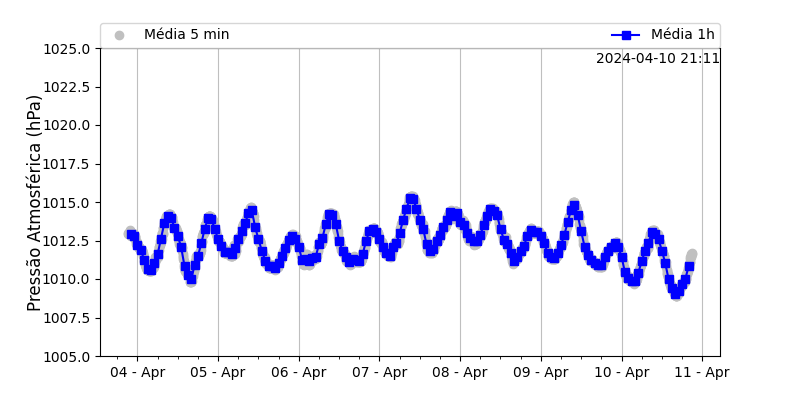 Média 5 min
Média 1h
2024-04-10 21:11
Pressão Atmosférica (hPa)
1025.0
1022.5
1020.0
1017.5
1015.0
1012.5
1010.0
1007.5
1005.0
04 - Apr
05 - Apr
06 - Apr
07 - Apr
08 - Apr
09 - Apr
10 - Apr
11 - Apr